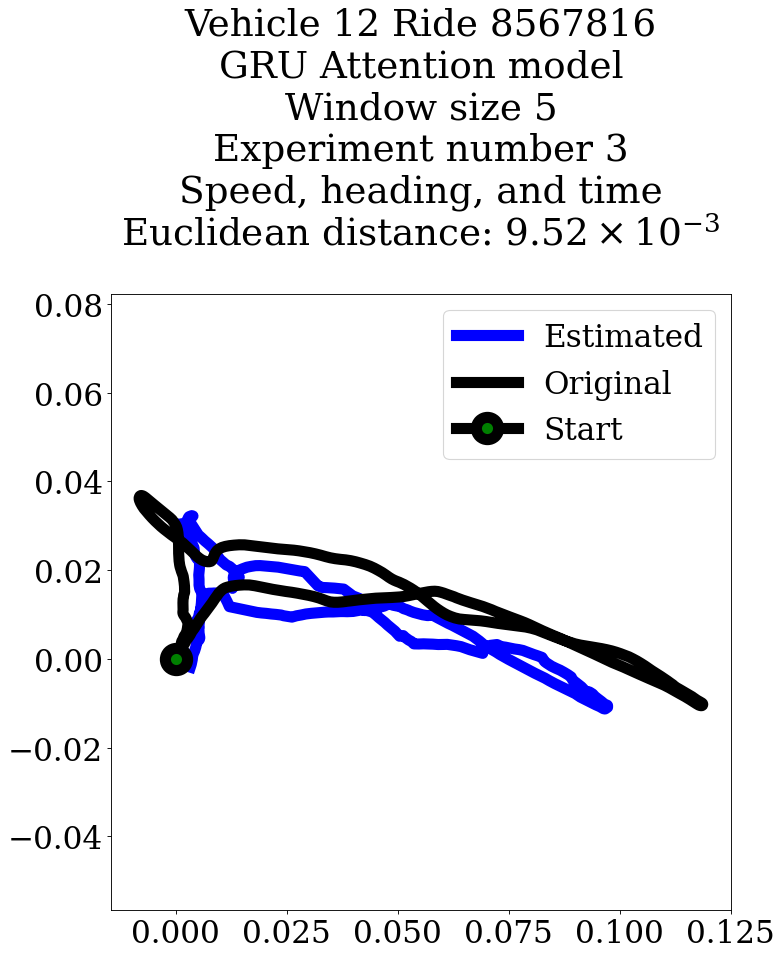 Vehicle 12 Ride 8567816
GRU Attention model
Window size 5
Experiment number 3
Speed, heading, and time
Euclidean distance: 9.52 × 10⁻³
0.08
0.06
0.04
0.02
0.00
−0.02
−0.04
Estimated
Original
Start
0.000 0.025 0.050 0.075 0.100 0.125